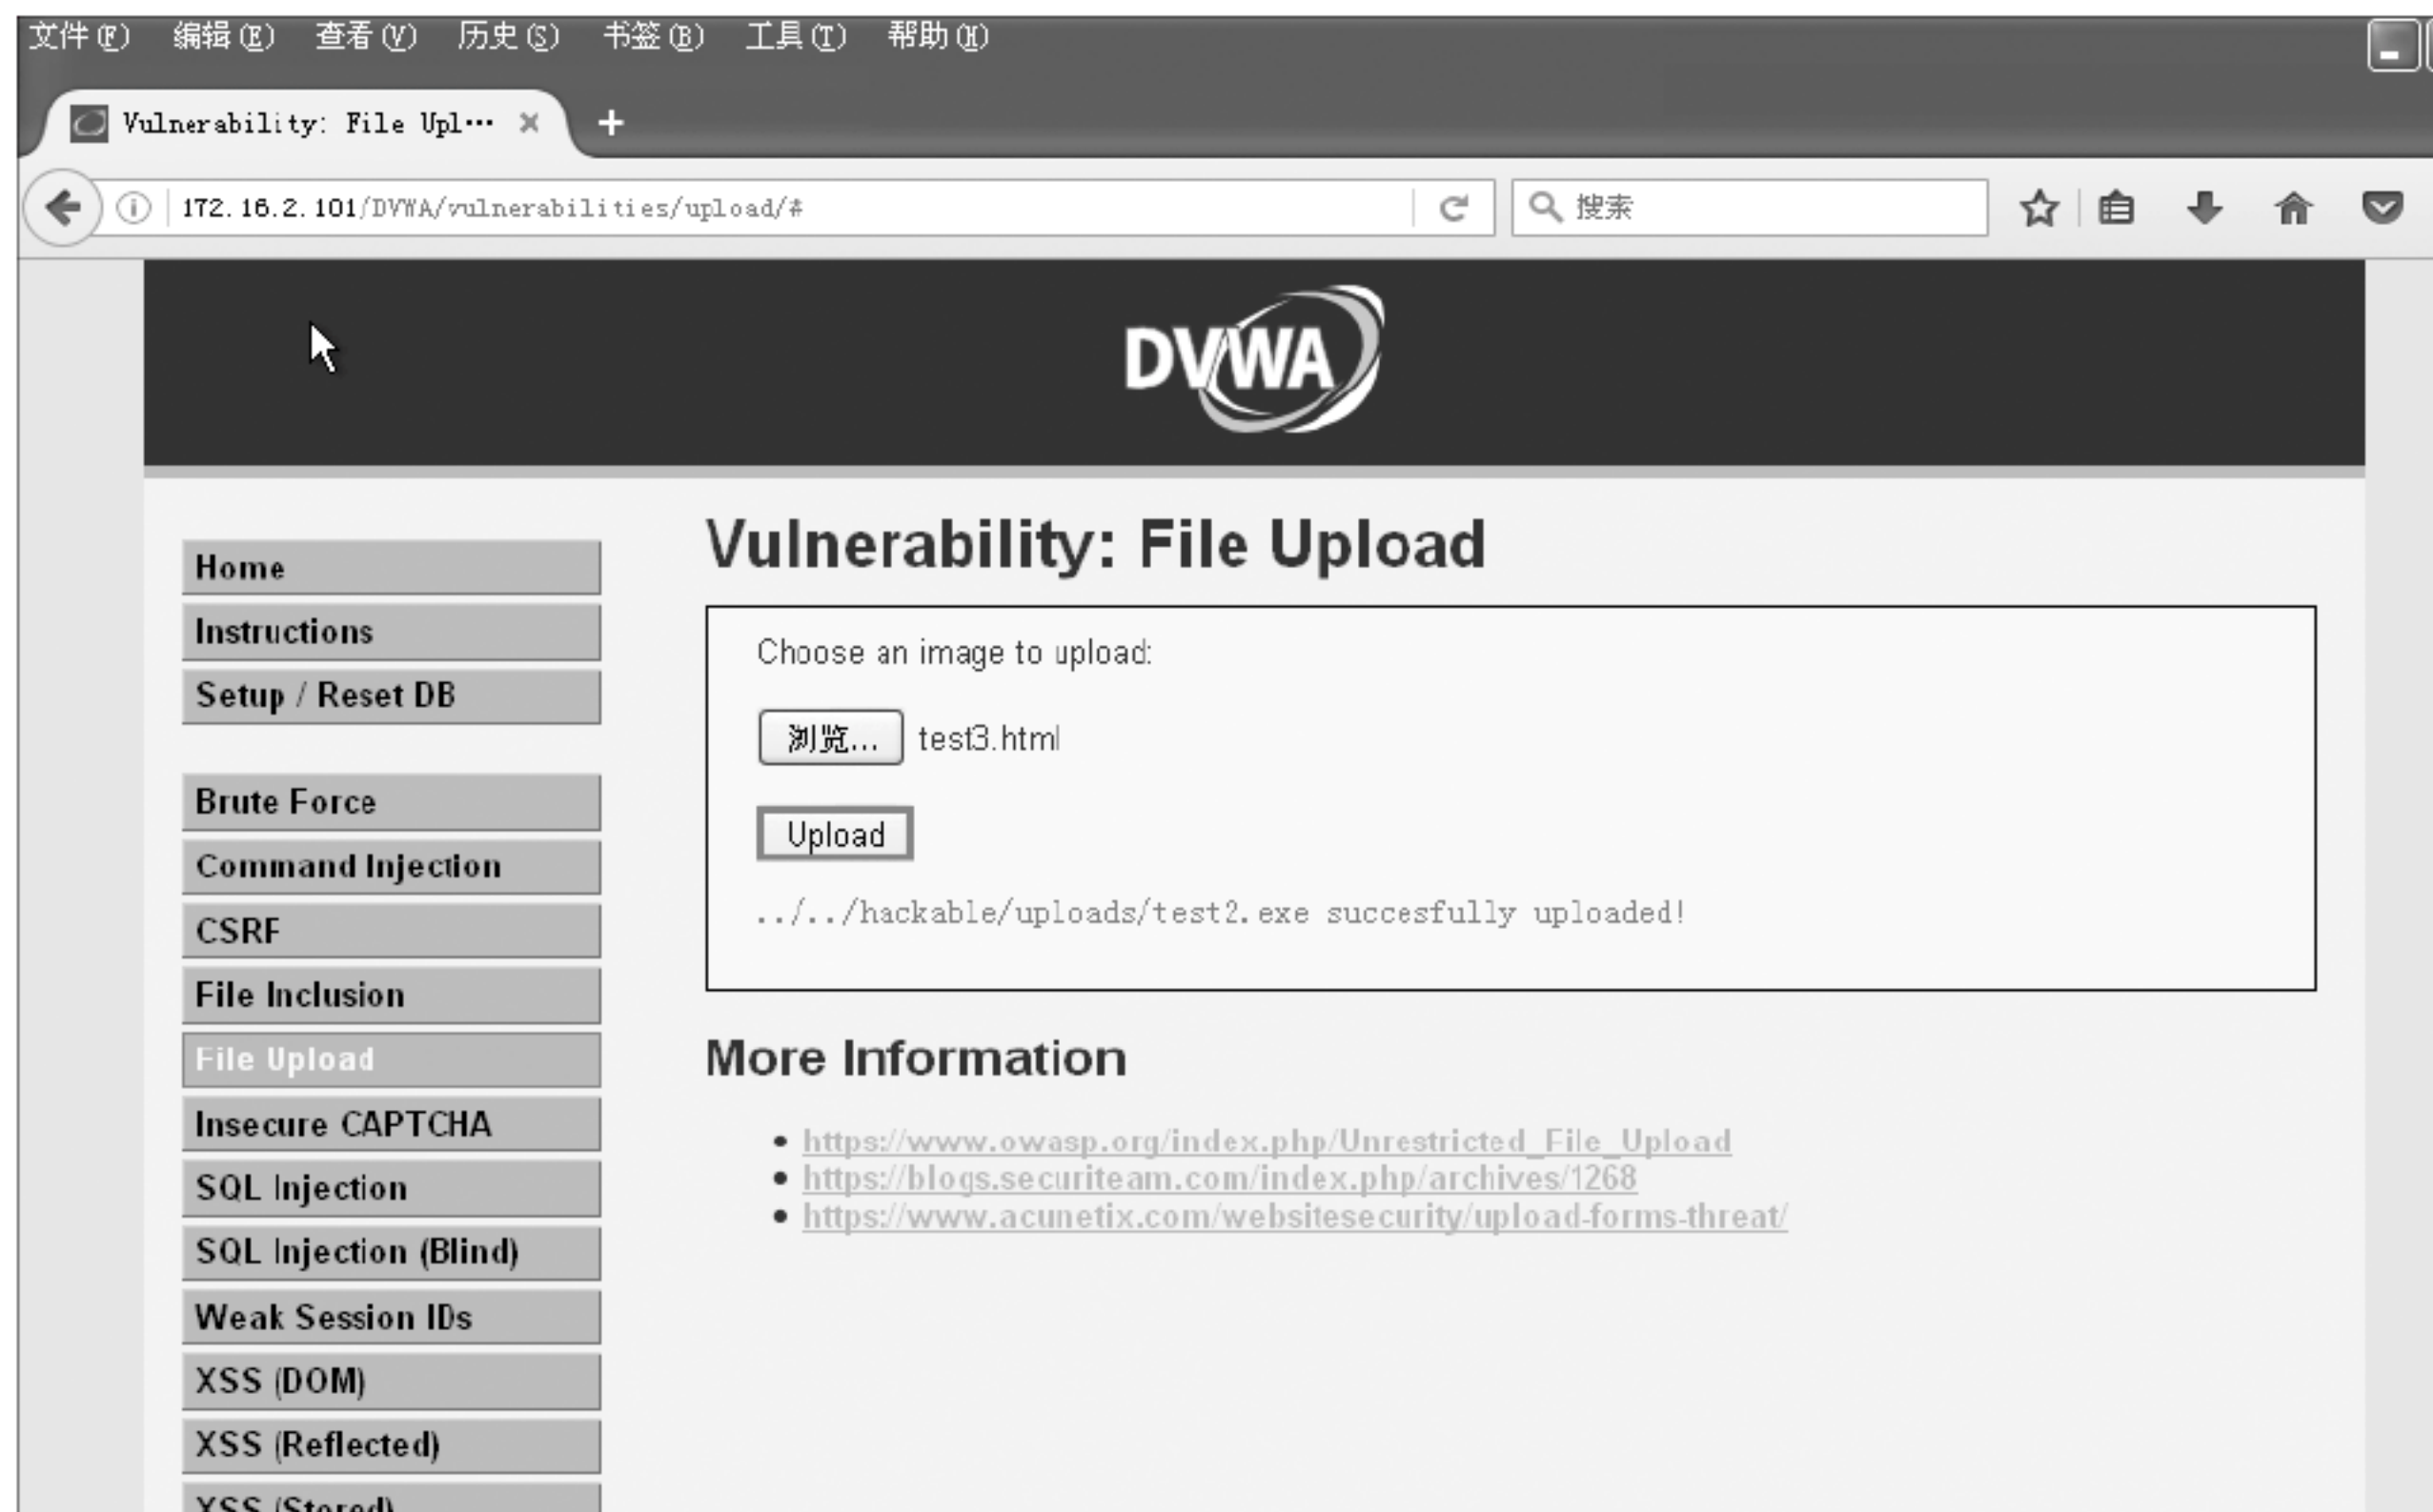 文件(F) 编辑(E) 查看(V) 历史(S) 书签(B) 工具(T) 帮助(H)
Vulnerability: File Upl…
172.16.2.101/DVWA/vulnerabilities/upload/#
搜索
DVWA
Home
Instructions
Setup / Reset DB
Brute Force
Command Injection
CSRF
File Inclusion
File Upload
Insecure CAPTCHA
SQL Injection
SQL Injection (Blind)
Weak Session IDs
XSS (DOM)
XSS (Reflected)
XSS (Stored)
Vulnerability: File Upload
Choose an image to upload:
浏览... test3.html
Upload
../../hackable/uploads/test2.exe succesfully uploaded!
More Information
https://www.owasp.org/index.php/Unrestricted_File_Upload
https://blogs.securiteam.com/index.php/archives/1268
https://www.acunetix.com/websitesecurity/upload-forms-threat/